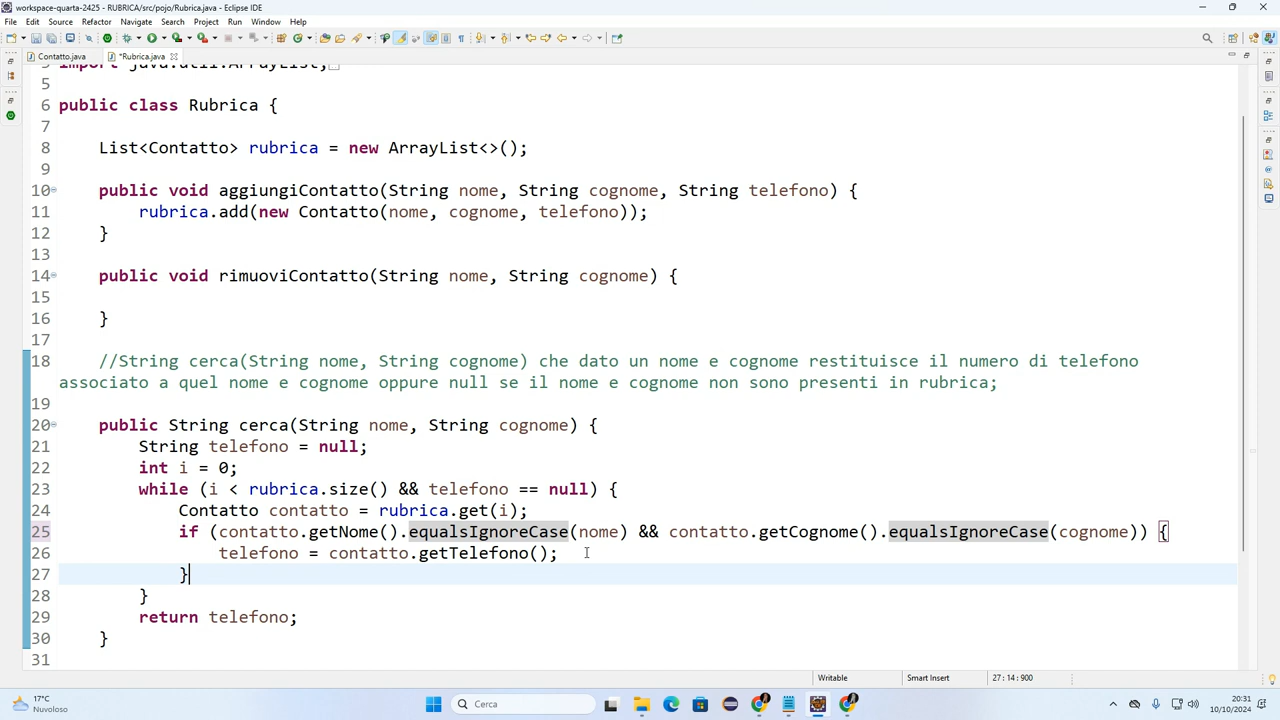 workspace-quarta-2425 - RUBRICA/src/pojo/Rubrica.java - Eclipse IDE
File Edit Source Refactor Navigate Search Project Run Window Help
Contatto.java *Rubrica.java
import java.util.ArrayList;
5
6 public class Rubrica {
7
8 List<Contatto> rubrica = new ArrayList<>();
9
10 public void aggiungiContatto(String nome, String cognome, String telefono) {
11 rubrica.add(new Contatto(nome, cognome, telefono));
12 }
13
14 public void rimuoviContatto(String nome, String cognome) {
15
16 }
17
18 //String cerca(String nome, String cognome) che dato un nome e cognome restituisce il numero di telefono
associato a quel nome e cognome oppure null se il nome e cognome non sono presenti in rubrica;
19
20 public String cerca(String nome, String cognome) {
21 String telefono = null;
22 int i = 0;
23 while (i < rubrica.size() && telefono == null) {
24 Contatto contatto = rubrica.get(i);
25 if (contatto.getNome().equalsIgnoreCase(nome) && contatto.getCognome().equalsIgnoreCase(cognome)) {
26 telefono = contatto.getTelefono();
27 }
28 }
29 return telefono;
30 }
31
Writable Smart Insert 27 : 14 : 900
17°C
Nuvoloso
Cerca
20:31
10/10/2024